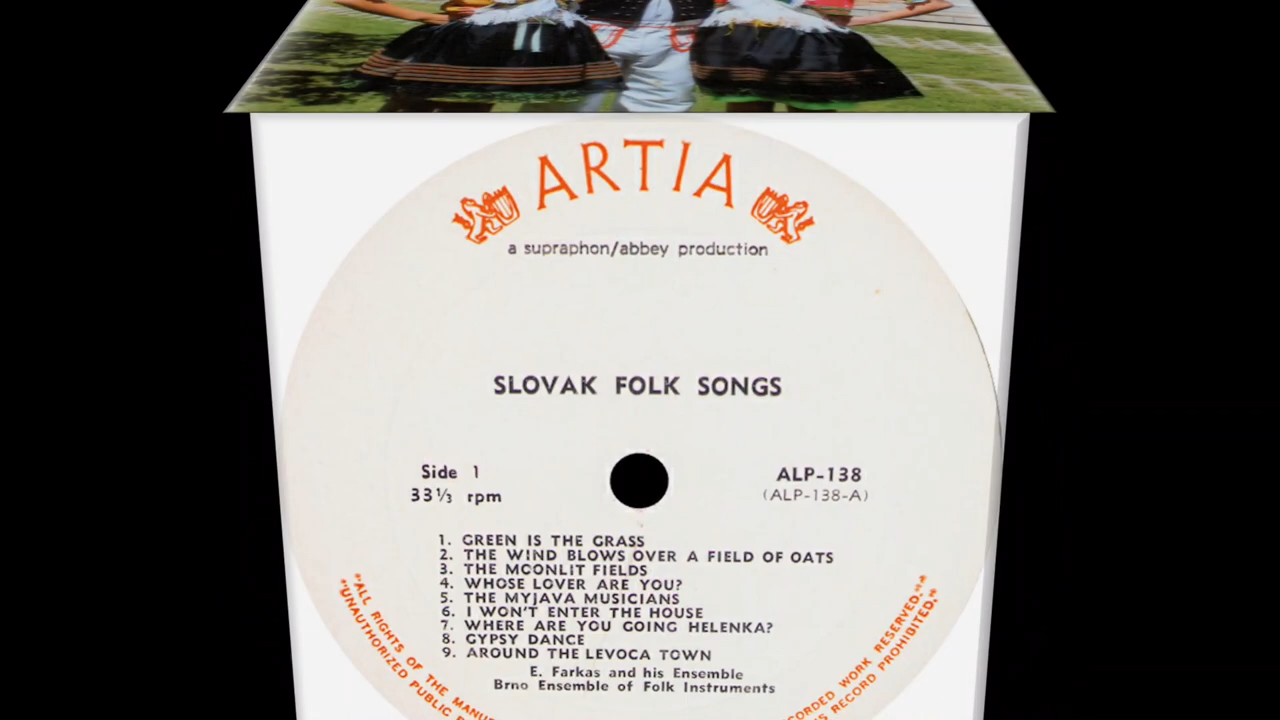 ARTIA
a supraphon/abbey production
SLOVAK FOLK SONGS
Side 1
33⅓ rpm
ALP-138
(ALP-138-A)
1. GREEN IS THE GRASS
2. THE WIND BLOWS OVER A FIELD OF OATS
3. THE MOONLIT FIELDS
4. WHOSE LOVER ARE YOU?
5. THE MYJAVA MUSICIANS
6. I WON'T ENTER THE HOUSE
7. WHERE ARE YOU GOING HELENKA?
8. GYPSY DANCE
9. AROUND THE LEVOCA TOWN
E. Farkas and his Ensemble
Brno Ensemble of Folk Instruments
"ALL RIGHTS OF THE
"UNAUTHORIZED PUBLIC
WORK RESERVED."
RECORD PROHIBITED."